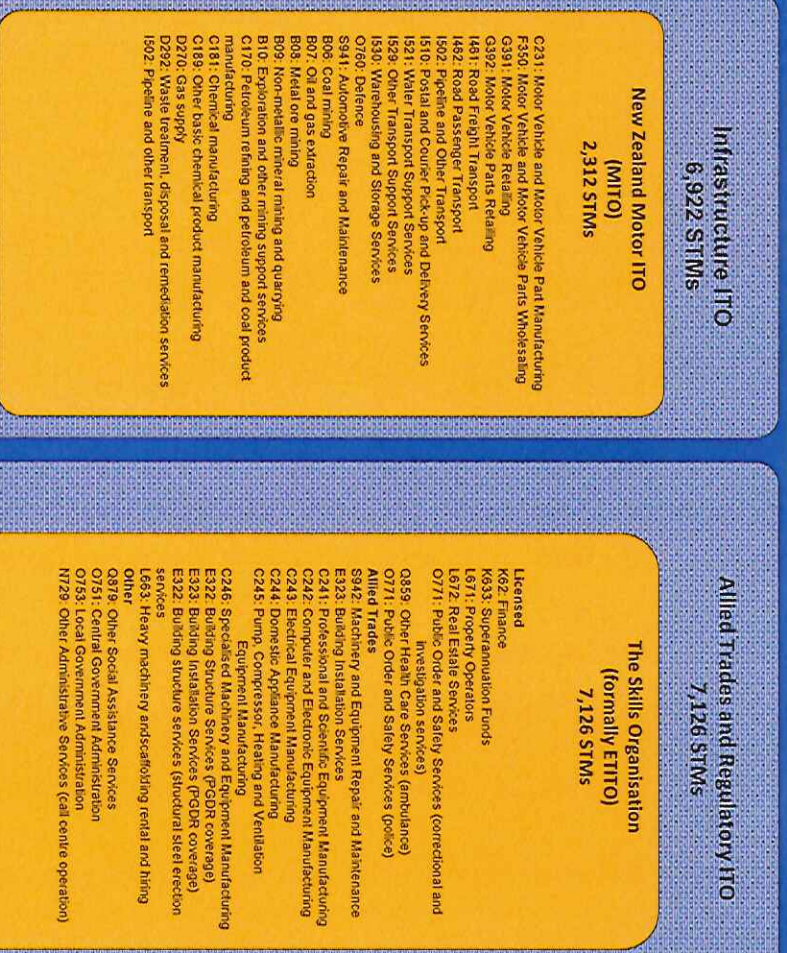 Infrastructure ITO
6,922 STMs
New Zealand Motor ITO
(MITO)
2,312 STMs
C231: Motor Vehicle and Motor Vehicle Part Manufacturing
F350: Motor Vehicle and Motor Vehicle Parts Wholesaling
G391: Motor Vehicle Retailing
G392: Motor Vehicle Parts Retailing
I461: Road Freight Transport
I462: Road Passenger Transport
I502: Pipeline and Other Transport
I510: Postal and Courier Pick-up and Delivery Services
I521: Water Transport Support Services
I529: Other Transport Support Services
I530: Warehousing and Storage Services
O760: Defence
S941: Automotive Repair and Maintenance
B06: Coal mining
B07: Oil and gas extraction
B08: Metal ore mining
B09: Non-metallic mineral mining and quarrying
B10: Exploration and other mining support services
C170: Petroleum refining and petroleum and coal product
manufacturing
C181: Chemical manufacturing
C189: Other basic chemical product manufacturing
D270: Gas supply
D292: Waste treatment, disposal and remediation services
I502: Pipeline and other transport
Allied Trades and Regulatory ITO
7,126 STMs
The Skills Organisation
(formally ETITO)
7,126 STMs
Licensed
K62: Finance
K633: Superannuation Funds
L671: Property Operators
L672: Real Estate Services
O771: Public Order and Safety Services (correctional and
investigation services)
Q859: Other Health Care Services (ambulance)
O771: Public Order and Safety Services (police)
Allied Trades
S942: Machinery and Equipment Repair and Maintenance
E323: Building Installation Services
C241: Professional and Scientific Equipment Manufacturing
C242: Computer and Electronic Equipment Manufacturing
C243: Electrical Equipment Manufacturing
C244: Domestic Appliance Manufacturing
C245: Pump, Compressor, Heating and Ventilation
Equipment Manufacturing
C246: Specialised Machinery and Equipment Manufacturing
E322: Building Structure Services (PGDR coverage)
E323: Building Installation Services (PGDR coverage)
E322: Building structure services (structural steel erection
services
L663: Heavy machinery andscaffolding rental and hiring
Other
Q879: Other Social Assistance Services
O751: Central Government Administration
O753: Local Government Administration
N729: Other Administrative Services (call centre operation)